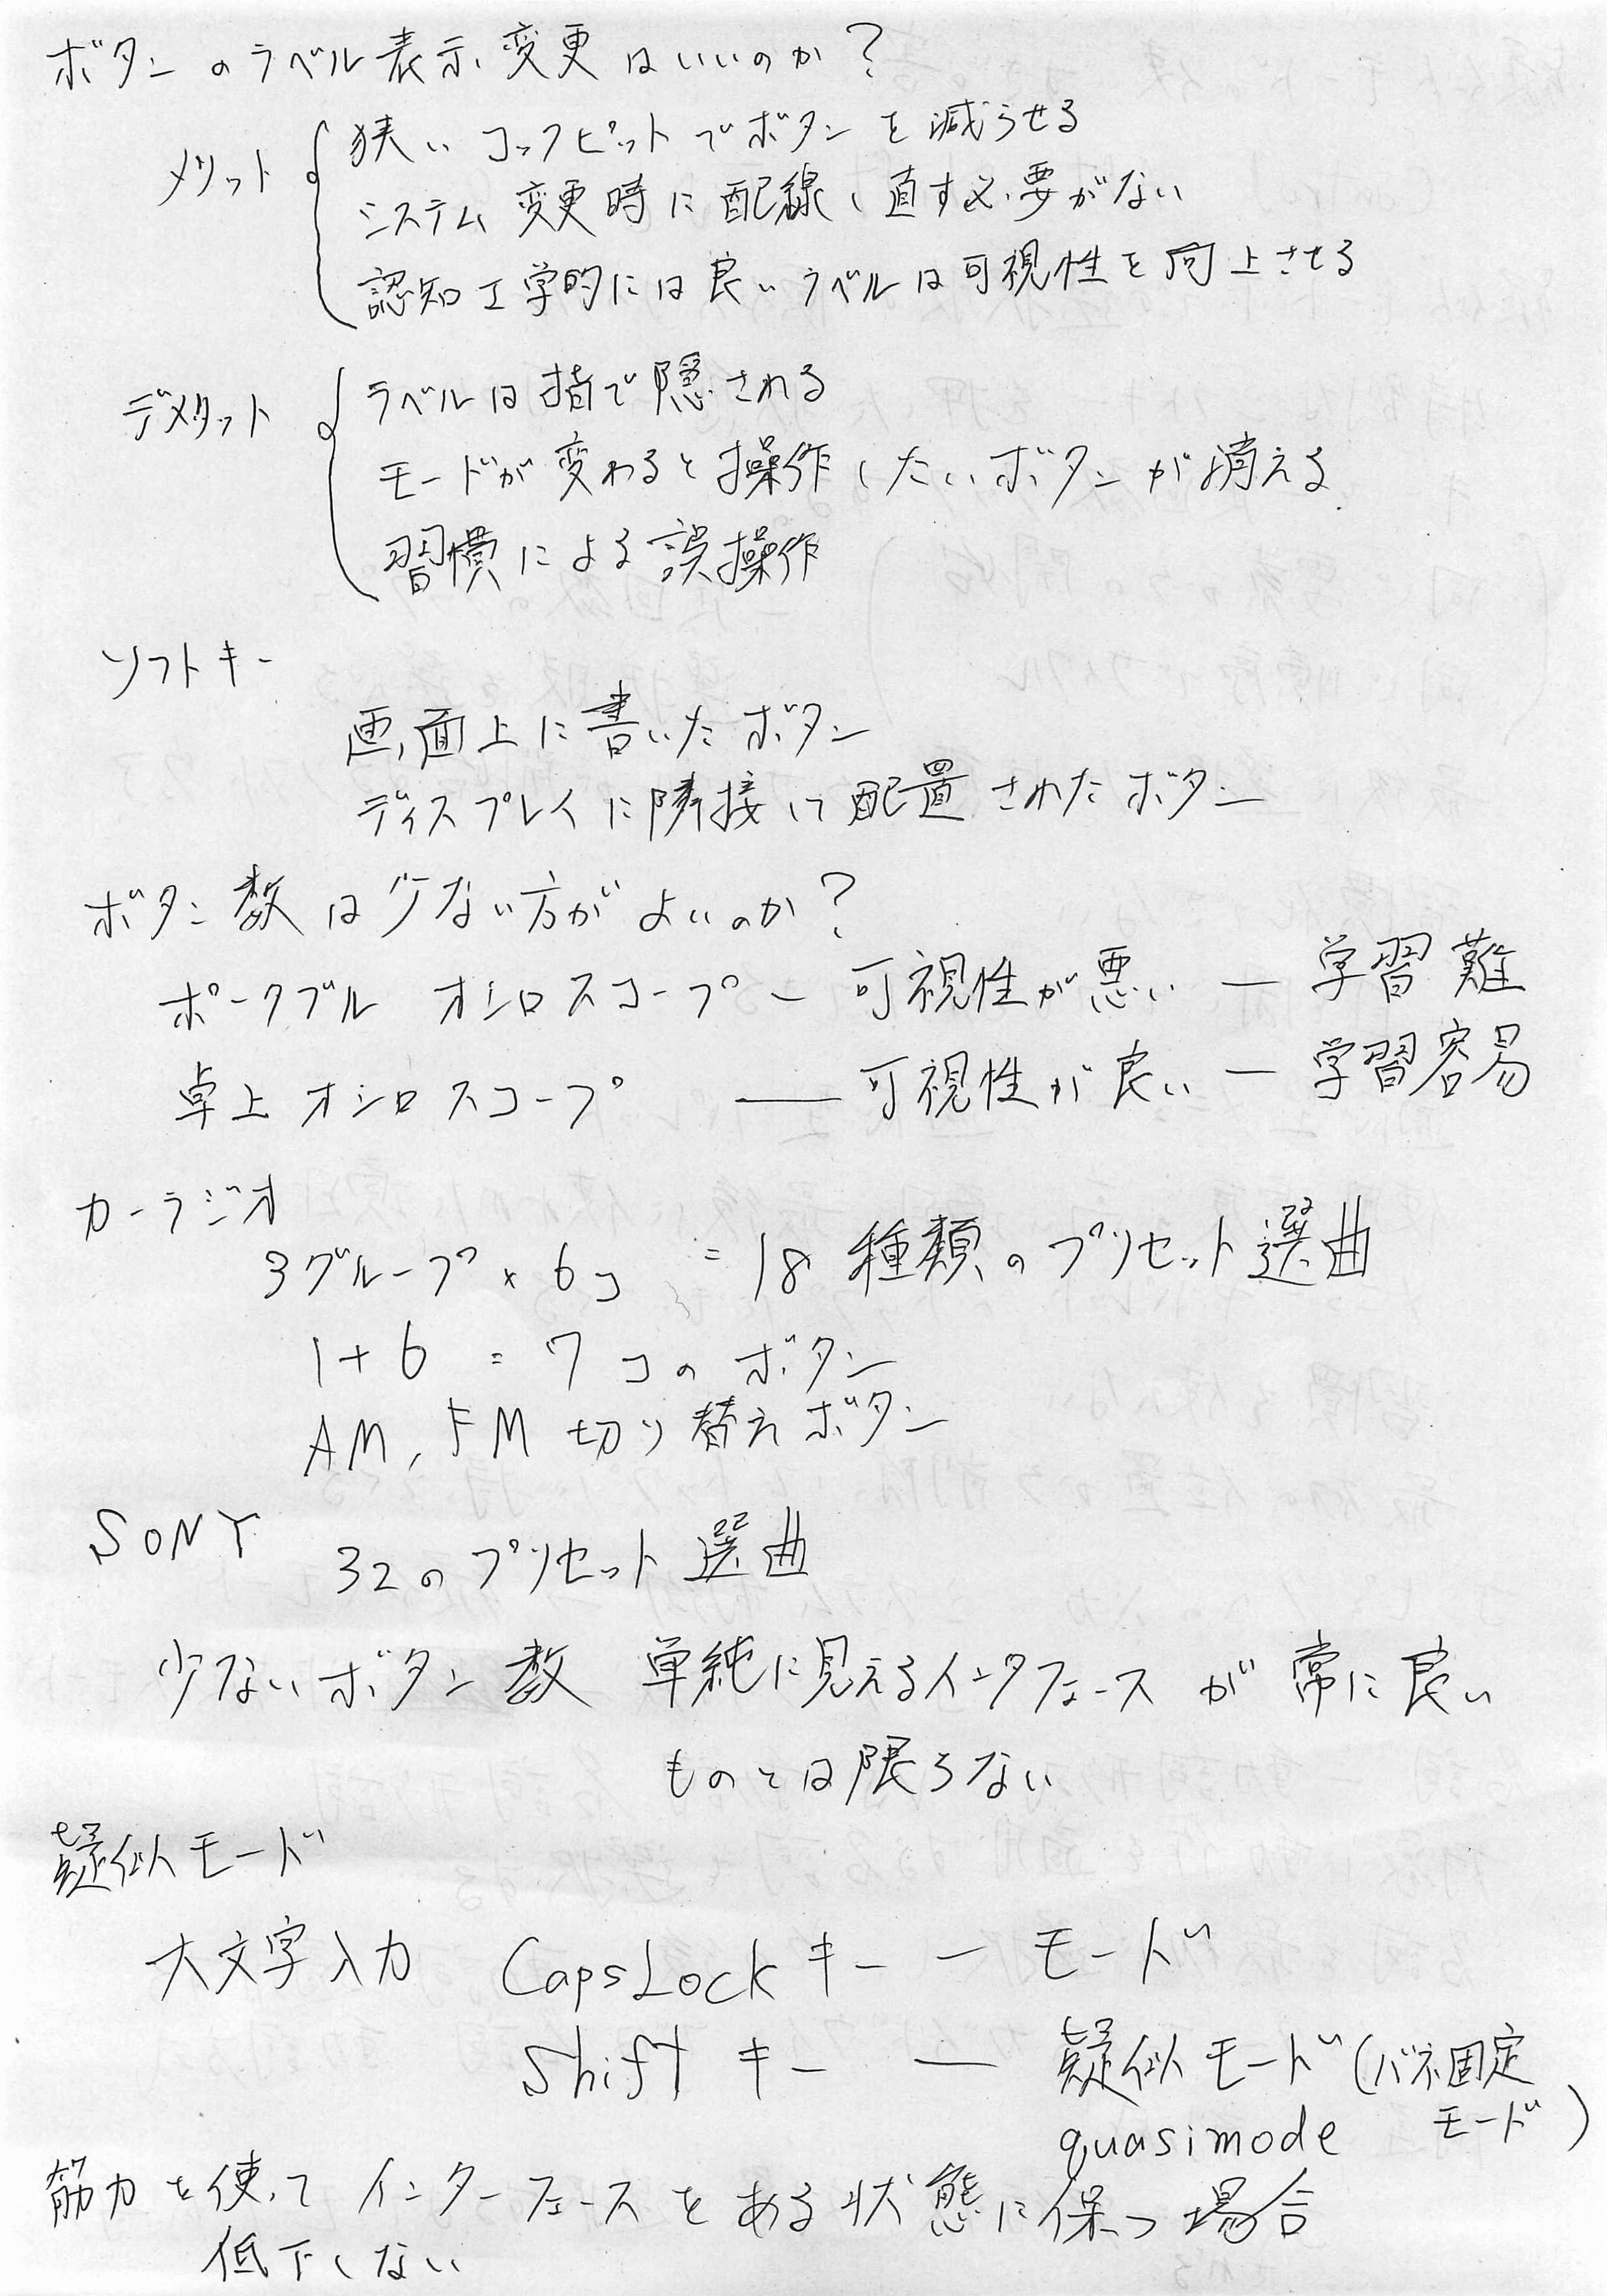 ボタンのラベル表示変更はいいのか?
メリット
狭いコックピットでボタンを減らせる
システム変更時に配線し直す必要がない
認知工学的には良いラベルは可視性を向上させる
デメリット
ラベルは指で隠される
モードが変わると操作したいボタンが消える
習慣による誤操作
ソフトキー
画面上に書いたボタン
ディスプレイに隣接して配置されたボタン
ボタン数は少ない方がよいのか?
ポータブル オシロスコープ ー 可視性が悪い ー 学習難
卓上オシロスコープ ー 可視性が良い ー 学習容易
カーラジオ
3グループ×6コ = 18種類のプリセット選曲
1+6 = 7コのボタン
AM, FM 切り替えボタン
SONY 32のプリセット選曲
少ないボタン数 単純に見えるインタフェースが常に良い
ものとは限らない
疑似モード
大文字入力 CapsLockキー ー モード
Shiftキー ー 疑似モード(バネ固定
quasimode モード)
筋力を使ってインターフェースをある状態に保つ場合
低下しない